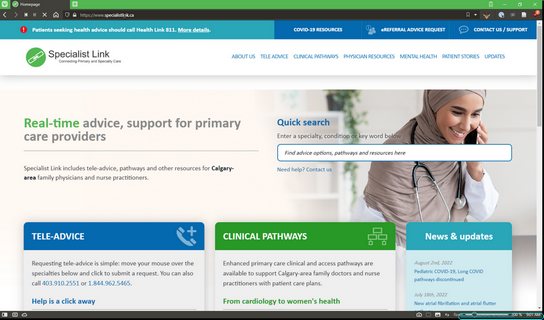 Homepage
https://www.specialistlink.ca
Patients seeking health advice should call Health Link 811. More details.
COVID-19 RESOURCES
eREFERRAL ADVICE REQUEST
CONTACT US / SUPPORT
Specialist Link
Connecting Primary and Specialty Care
ABOUT US TELE ADVICE CLINICAL PATHWAYS PHYSICIAN RESOURCES MENTAL HEALTH PATIENT STORIES UPDATES
Real-time advice, support for primary
care providers
Specialist Link includes tele-advice, pathways and other resources for Calgary-
area family physicians and nurse practitioners.
Quick search
Enter a specialty, condition or key word below
Find advice options, pathways and resources here
Need help? Contact us
TELE-ADVICE
Requesting tele-advice is simple: move your mouse over the
specialties below and click to submit a request. You can also
call 403.910.2551 or 1.844.962.5465.
Help is a click away
CLINICAL PATHWAYS
Enhanced primary care clinical and access pathways are
available to support Calgary-area family doctors and nurse
practitioners with patient care plans.
From cardiology to women's health
News & updates
August 2nd, 2022
Pediatric COVID-19, Long COVID
pathways discontinued
July 18th, 2022
New atrial fibrillation and atrial flutter